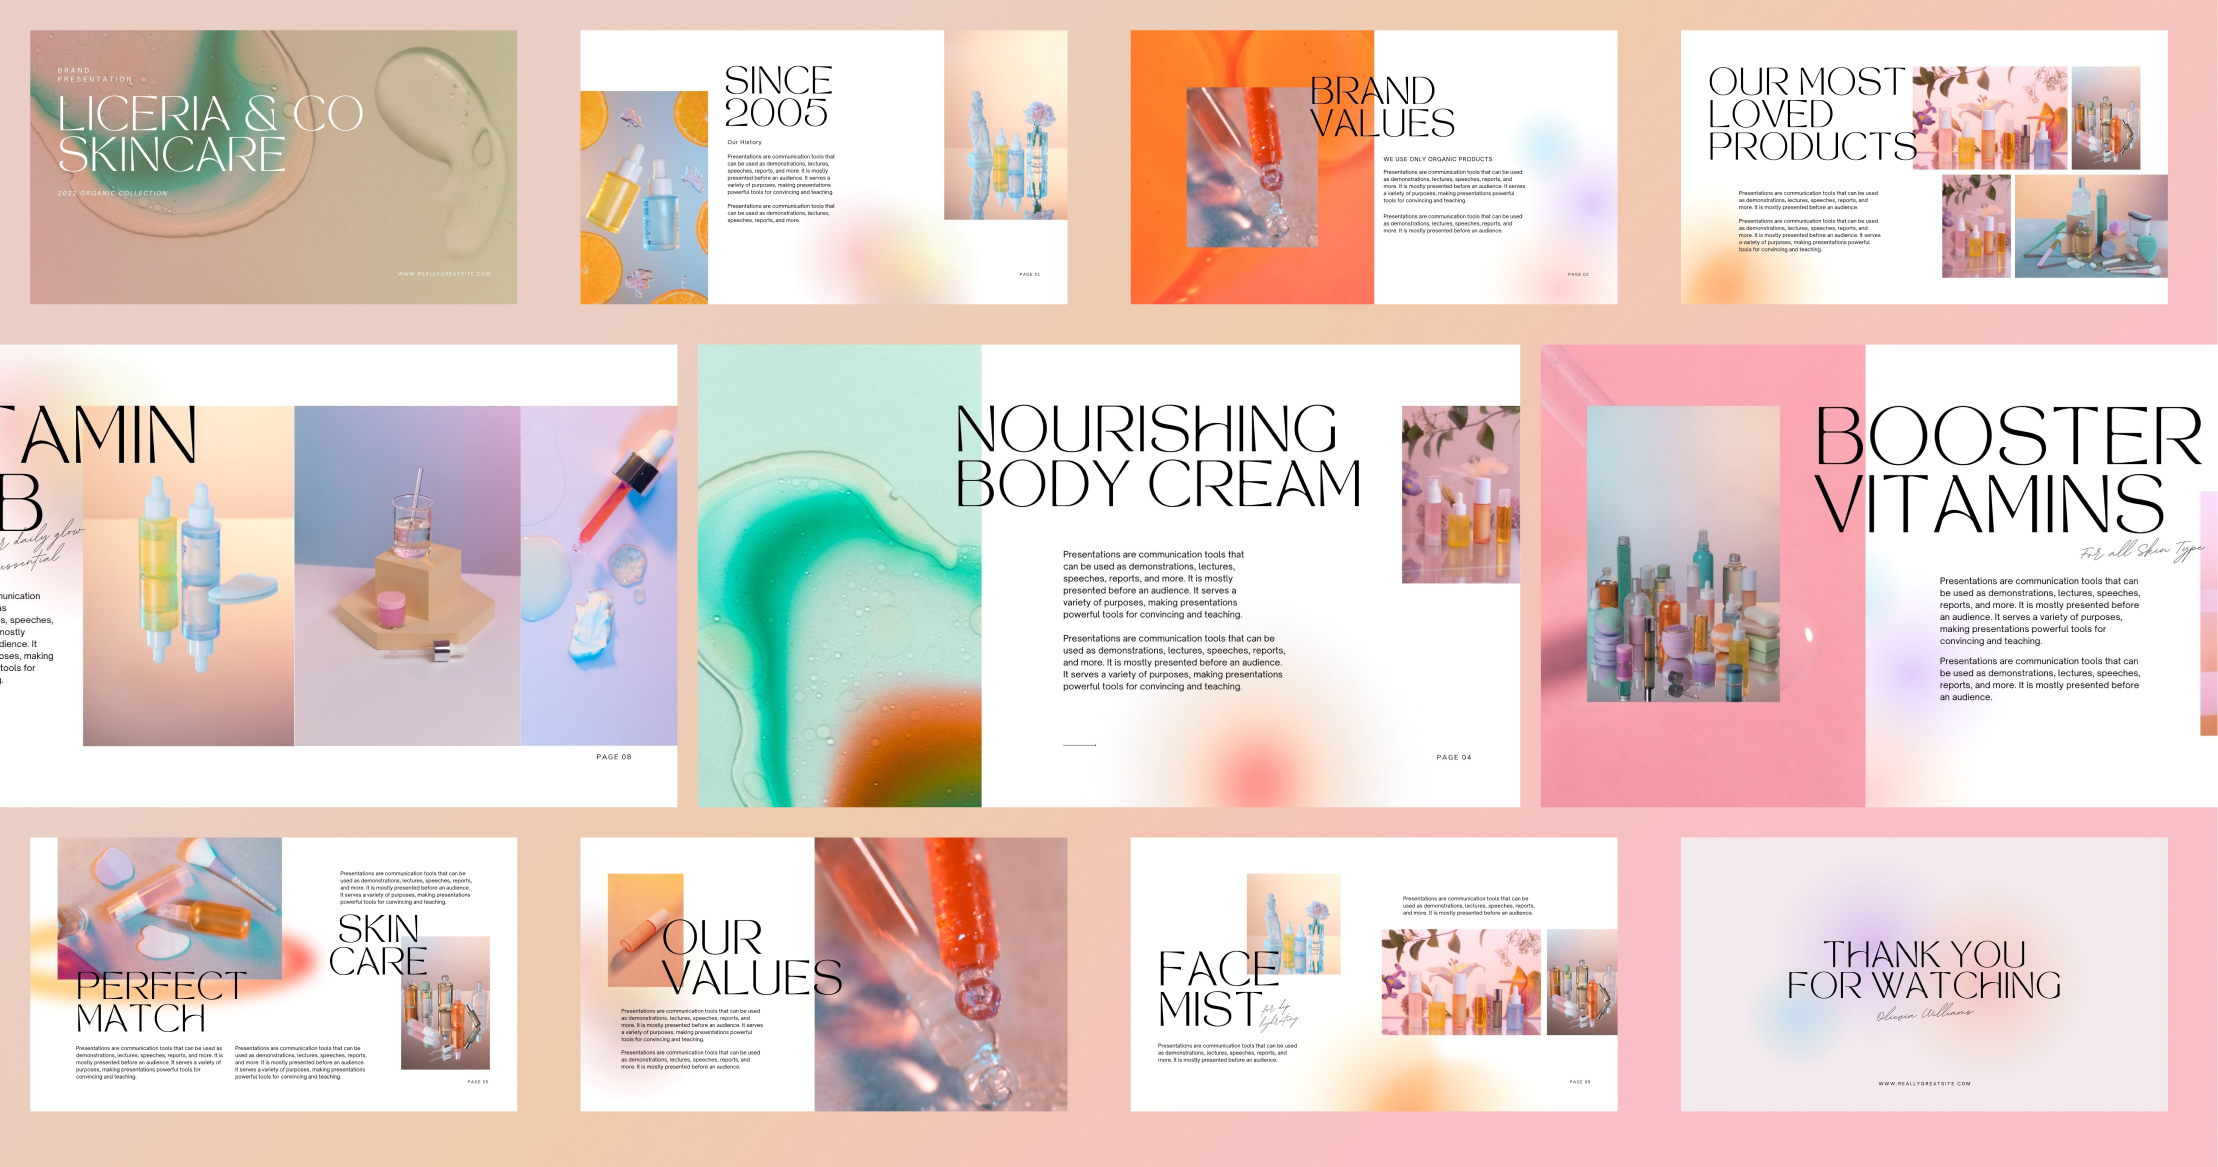 BRAND
PRESENTATION
LICERIA & CO
SKINCARE
2022 ORGANIC COLLECTION
WWW.REALLYGREATSITE.COM
SINCE
2005
Our History
Presentations are communication tools that
can be used as demonstrations, lectures,
speeches, reports, and more. It is mostly
presented before an audience. It serves a
variety of purposes, making presentations
powerful tools for convincing and teaching.
Presentations are communication tools that
can be used as demonstrations, lectures,
speeches, reports, and more.
PAGE 01
BRAND
VALUES
WE USE ONLY ORGANIC PRODUCTS
Presentations are communication tools that can be used
as demonstrations, lectures, speeches, reports, and
more. It is mostly presented before an audience. It serves
a variety of purposes, making presentations powerful
tools for convincing and teaching.
Presentations are communication tools that can be used
as demonstrations, lectures, speeches, reports, and
more. It is mostly presented before an audience.
PAGE 02
OUR MOST
LOVED
PRODUCTS
Presentations are communication tools that can be used
as demonstrations, lectures, speeches, reports, and
more. It is mostly presented before an audience.
Presentations are communication tools that can be used
as demonstrations, lectures, speeches, reports, and
more. It is mostly presented before an audience. It serves
a variety of purposes, making presentations powerful
tools for convincing and teaching.
TAMIN
B
r daily glow
essential
nunication
as
s, speeches,
mostly
dience. It
oses, making
tools for
g.
PAGE 08
NOURISHING
BODY CREAM
Presentations are communication tools that
can be used as demonstrations, lectures,
speeches, reports, and more. It is mostly
presented before an audience. It serves a
variety of purposes, making presentations
powerful tools for convincing and teaching.
Presentations are communication tools that can be
used as demonstrations, lectures, speeches, reports,
and more. It is mostly presented before an audience.
It serves a variety of purposes, making presentations
powerful tools for convincing and teaching.
PAGE 04
BOOSTER
VITAMINS
For all Skin Type
Presentations are communication tools that can
be used as demonstrations, lectures, speeches,
reports, and more. It is mostly presented before
an audience. It serves a variety of purposes,
making presentations powerful tools for
convincing and teaching.
Presentations are communication tools that can
be used as demonstrations, lectures, speeches,
reports, and more. It is mostly presented before
an audience.
PERFECT
MATCH
Presentations are communication tools that can be used as
demonstrations, lectures, speeches, reports, and more. It is
mostly presented before an audience. It serves a variety of
purposes, making presentations powerful tools for
convincing and teaching.
Presentations are communication tools that can be
used as demonstrations, lectures, speeches, reports,
and more. It is mostly presented before an audience.
It serves a variety of purposes, making presentations
powerful tools for convincing and teaching.
Presentations are communication tools that can be
used as demonstrations, lectures, speeches, reports,
and more. It is mostly presented before an audience.
It serves a variety of purposes, making presentations
powerful tools for convincing and teaching.
SKIN
CARE
PAGE 05
OUR
VALUES
Presentations are communication tools that can be used
as demonstrations, lectures, speeches, reports, and
more. It is mostly presented before an audience. It serves
a variety of purposes, making presentations powerful
tools for convincing and teaching.
Presentations are communication tools that can be used
as demonstrations, lectures, speeches, reports, and
more. It is mostly presented before an audience.
FACE
MIST
for dep
hydrating
Presentations are communication tools that can be used
as demonstrations, lectures, speeches, reports, and
more. It is mostly presented before an audience.
Presentations are communication tools that can be
used as demonstrations, lectures, speeches, reports,
and more. It is mostly presented before an audience.
PAGE 09
THANK YOU
FOR WATCHING
Olievia Williams
WWW.REALLYGREATSITE.COM